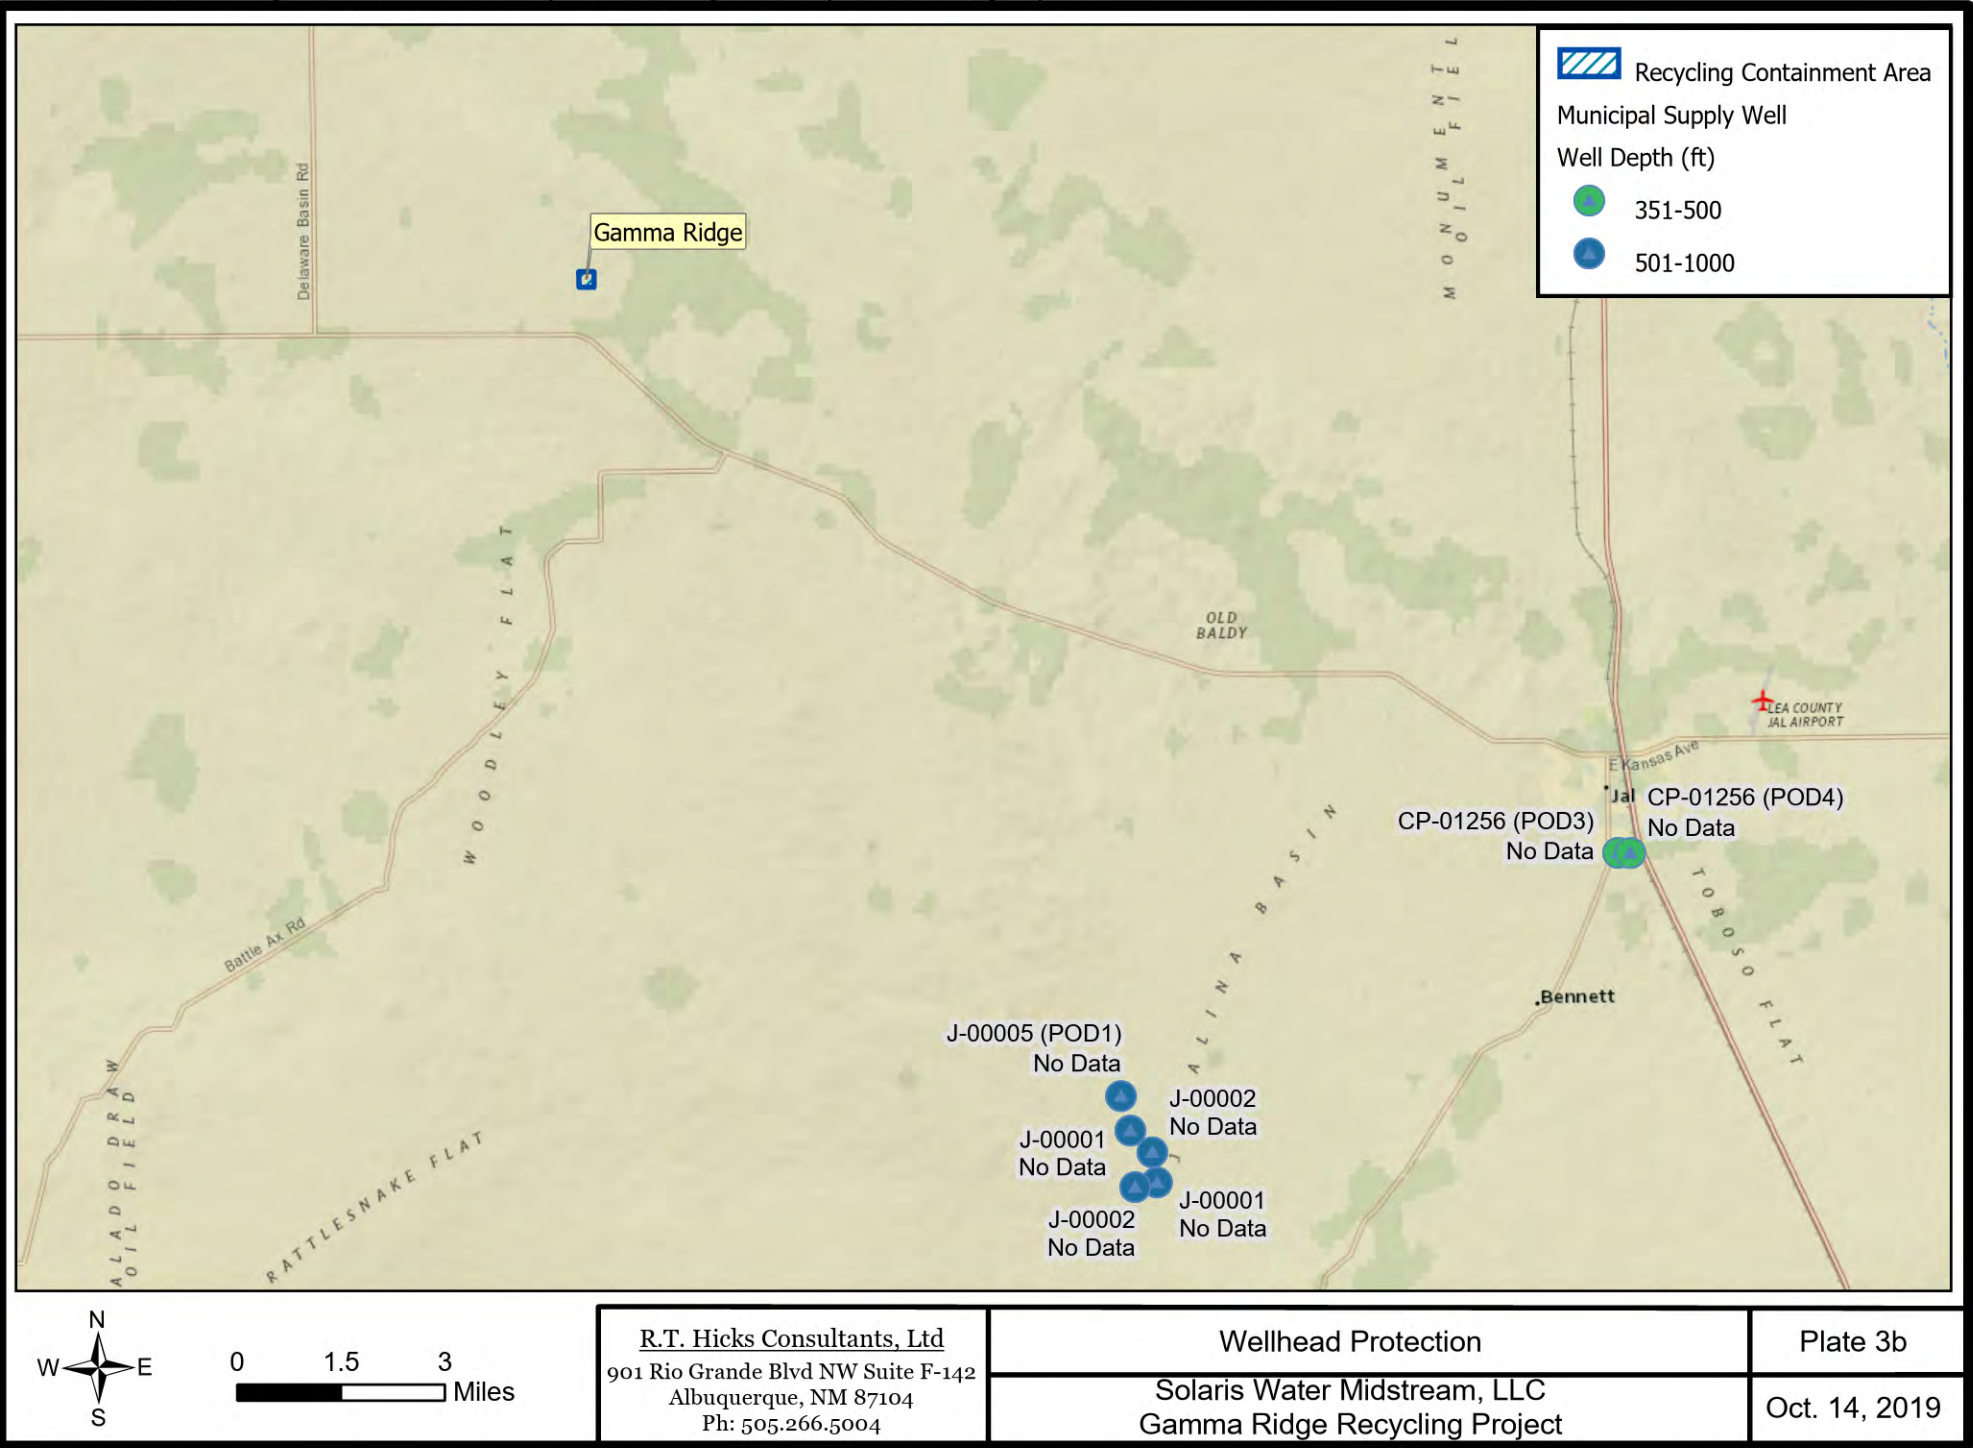 Recycling Containment Area
Municipal Supply Well
Well Depth (ft)
351-500
501-1000
MONUMENT
OIL FIEL
Delaware Basin Rd
Gamma Ridge
WOODLEY FLAT
OLD
BALDY
LEA COUNTY
JAL AIRPORT
E Kansas Ave
Jal
CP-01256 (POD4)
No Data
CP-01256 (POD3)
No Data
TOBOSO FLAT
JALINA BASIN
Battle Ax Rd
Bennett
J-00005 (POD1)
No Data
J-00002
No Data
J-00001
No Data
J-00001
No Data
J-00002
No Data
ALADDO DRAW
OIL FIELD
RATTLESNAKE FLAT
N
W E
S
0 1.5 3
Miles
R.T. Hicks Consultants, Ltd
901 Rio Grande Blvd NW Suite F-142
Albuquerque, NM 87104
Ph: 505.266.5004
Wellhead Protection
Solaris Water Midstream, LLC
Gamma Ridge Recycling Project
Plate 3b
Oct. 14, 2019